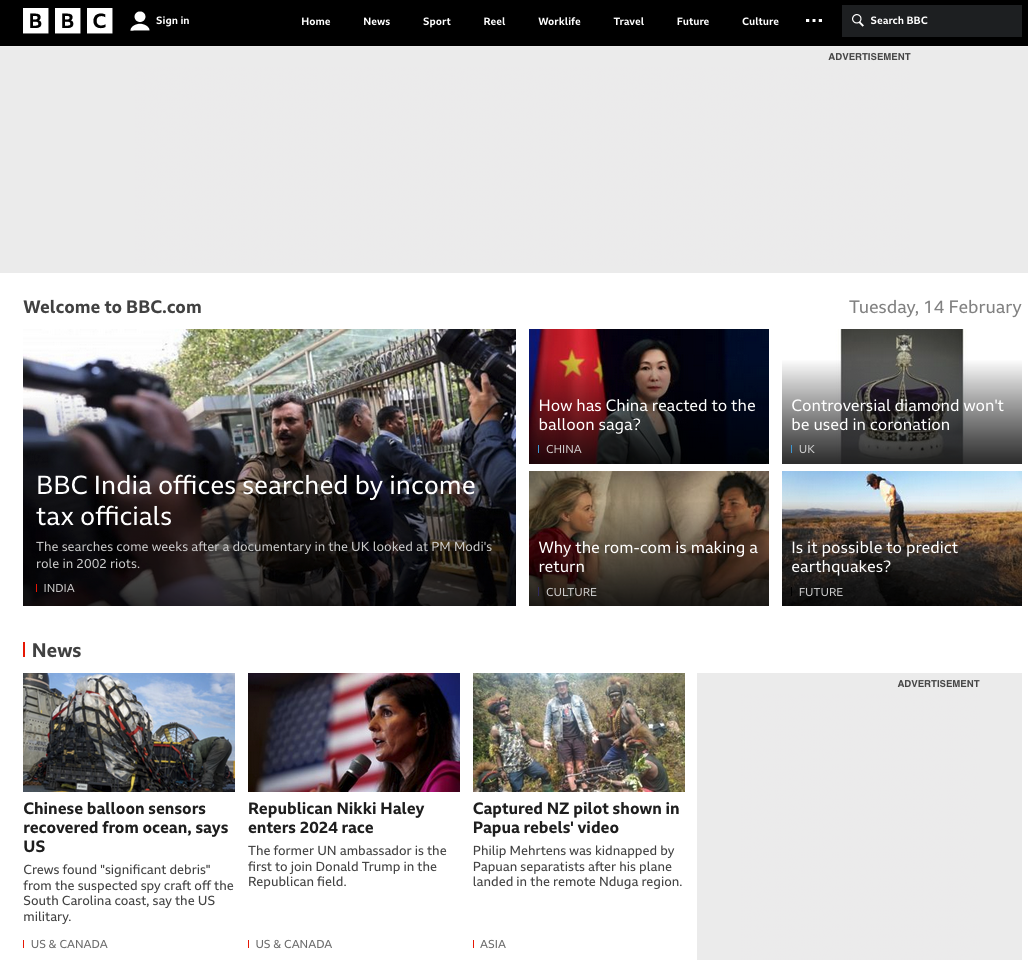 BBC
Sign in
Home
News
Sport
Reel
Worklife
Travel
Future
Culture
Search BBC
ADVERTISEMENT
Welcome to BBC.com
Tuesday, 14 February
BBC India offices searched by income
tax officials
The searches come weeks after a documentary in the UK looked at PM Modi's
role in 2002 riots.
INDIA
How has China reacted to the
balloon saga?
CHINA
Controversial diamond won't
be used in coronation
UK
Why the rom-com is making a
return
CULTURE
Is it possible to predict
earthquakes?
FUTURE
News
Chinese balloon sensors
recovered from ocean, says
US
Crews found "significant debris"
from the suspected spy craft off the
South Carolina coast, say the US
military.
US & CANADA
Republican Nikki Haley
enters 2024 race
The former UN ambassador is the
first to join Donald Trump in the
Republican field.
US & CANADA
Captured NZ pilot shown in
Papua rebels' video
Philip Mehrtens was kidnapped by
Papuan separatists after his plane
landed in the remote Nduga region.
ASIA
ADVERTISEMENT